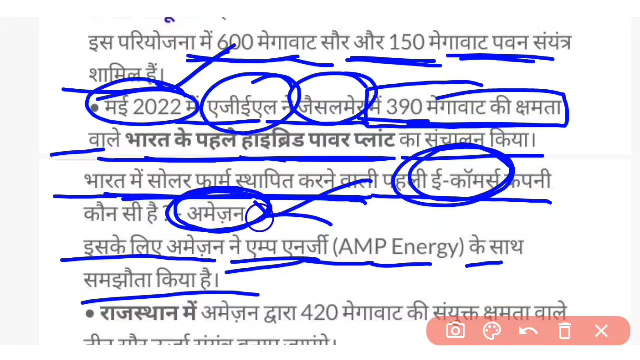 इस परियोजना में 600 मेगावाट सौर और 150 मेगावाट पवन संयंत्र
शामिल हैं।
• मई 2022 में एजीईएल ने जैसलमेर में 390 मेगावाट की क्षमता
वाले भारत के पहले हाइब्रिड पावर प्लांट का संचालन किया।
भारत में सोलर फार्म स्थापित करने वाली पहली ई-कॉमर्स कंपनी
कौन सी है ?- अमेज़न
इसके लिए अमेज़न ने एम्प एनर्जी (AMP Energy) के साथ
समझौता किया है।
• राजस्थान में अमेज़न द्वारा 420 मेगावाट की संयुक्त क्षमता वाले